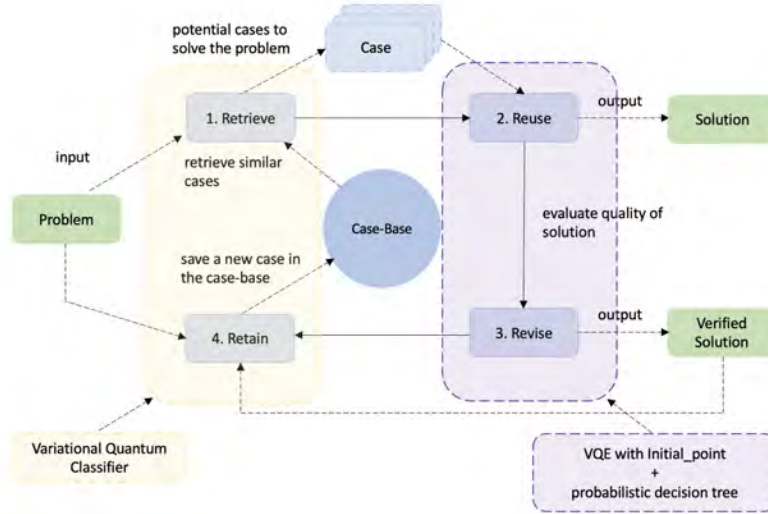 potential cases to
solve the problem
Case
1. Retrieve
2. Reuse
output
Solution
input
retrieve similar
cases
Problem
Case-Base
evaluate quality of
solution
save a new case in
the case-base
4. Retain
3. Revise
output
Verified
Solution
Variational Quantum
Classifier
VQE with Initial_point
+
probabilistic decision tree